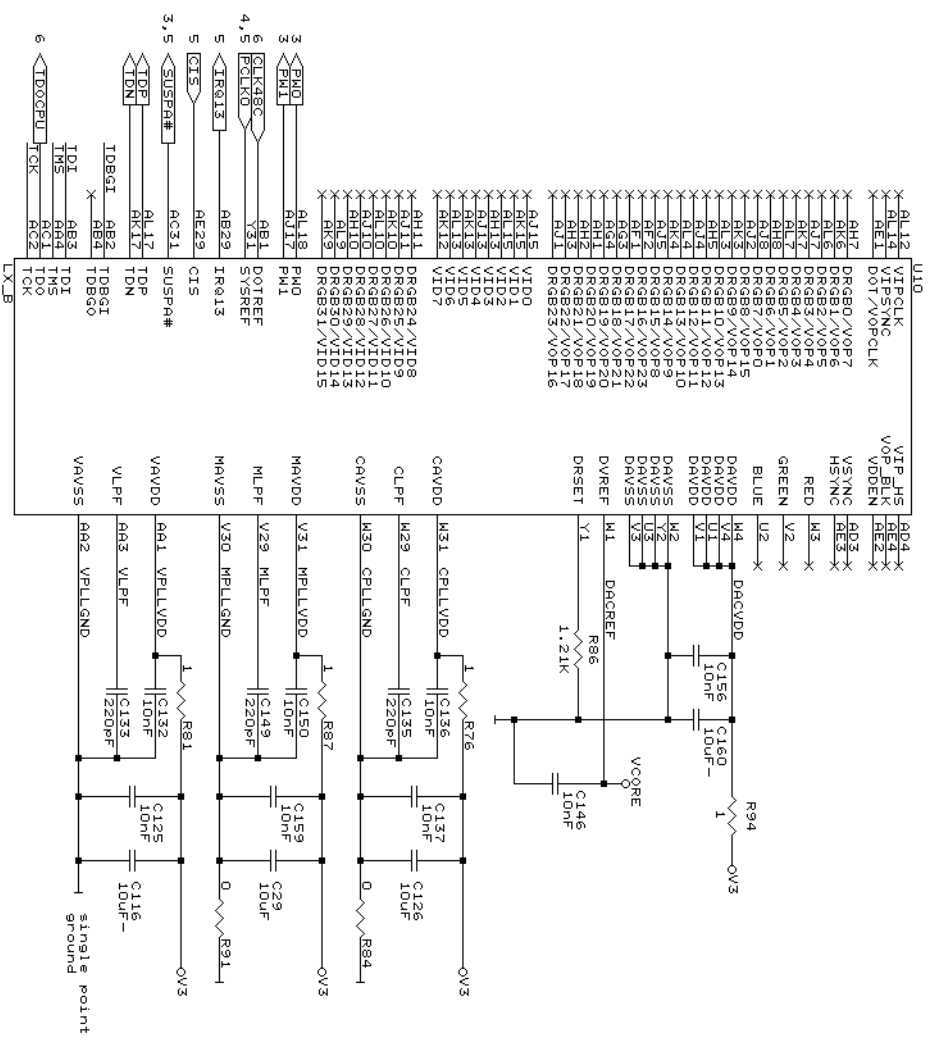 U10
AL12 VIPCLK
AL14 VIPSYNC
AE1 DOT/VOPCLK
AH7 DRGB0/VOP7
AK6 DRGB1/VOP6
AL6 DRGB2/VOP5
AJ7 DRGB3/VOP4
AK7 DRGB4/VOP3
AL7 DRGB5/VOP2
AH8 DRGB6/VOP1
AJ8 DRGB7/VOP0
AK3 DRGB8/VOP15
AJ2 DRGB9/VOP14
AL3 DRGB10/VOP13
AH5 DRGB11/VOP12
AJ4 DRGB12/VOP11
AL4 DRGB13/VOP10
AK4 DRGB14/VOP9
AJ5 DRGB15/VOP8
AF2 DRGB16/VOP23
AF1 DRGB17/VOP22
AG3 DRGB18/VOP21
DRGB19/VOP20
AH1 DRGB20/VOP19
DRGB21/VOP18
AH3 DRGB22/VOP17
AJ1 DRGB23/VOP16
AJ15 VID0
AK15 VID1
AL15 VID2
AH13 VID3
AJ13 VID4
AK13 VID5
AL13 VID6
AK12 VID7
AH11 DRGB24/VID8
AJ11 DRGB25/VID9
AK10 DRGB26/VID10
AL10 DRGB27/VID11
AJ10 DRGB28/VID12
AH10 DRGB29/VID13
AL9 DRGB30/VID14
AK9 DRGB31/VID15
3 PW0 AL18 PW0
3 PW1 AJ17 PW1
6 CLK48C AB1 DOTREF
4,5 PCLK0 Y31 SYSREF
5 IRQ13 AB29 IRQ13
5 CIS AE29 CIS
3,5 SUSPA# AC31 SUSPA#
TDP AL17 TDP
TDN AK17 TDN
TDBGI AB2 TDBGI
AB4 TDBGO
TDI AB3 TDI
TMS AA4 TMS
6 TDOCPU AC1 TDO
TCK AC2 TCK
LX_B
VIP_HS AD4
VOP_BLK AE4
VDDEN AE2
VSYNC AD3
HSYNC AE3
RED W3
GREEN V2
BLUE U2
DAVDD W4 DACVDD
DAVDD V4
DAVDD U1
DAVDD V1
DAVSS W2
DAVSS Y2
DAVSS U3
DAVSS V3
C156
10nF
C160
10uF-
R94
1
0V3
DVREF W1 DACREF
VCORE
DRSET Y1
R86
1.21K
C146
10nF
CAVDD W31 CPLLVDD
CLPF W29 CLPF
CAVSS W30 CPLLGND
1 R76
C136
10nF
C135
220pF
C137
10nF
C126
10uF
0V3
0 R84
MAVDD V31 MPLLVDD
MLPF V29 MLPF
MAVSS V30 MPLLGND
1 R87
C150
10nF
C149
220pF
C159
10nF
C29
10uF
0V3
0 R91
VAVDD AA1 VPLLVDD
VLPF AA3 VLPF
VAVSS AA2 VPLLGND
1 R81
C132
10nF
C133
220pF
C125
10nF
C116
10uF-
0V3
single point
ground